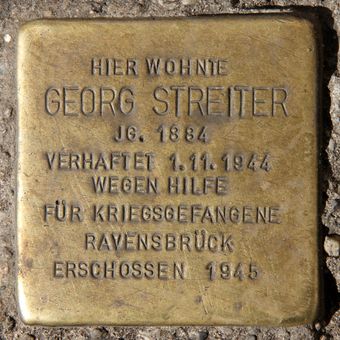 HIER WOHNTE
GEORG STREITER
JG. 1884
VERHAFTET 1.11.1944
WEGEN HILFE
FÜR KRIEGSGEFANGENE
RAVENSBRÜCK
ERSCHOSSEN 1945